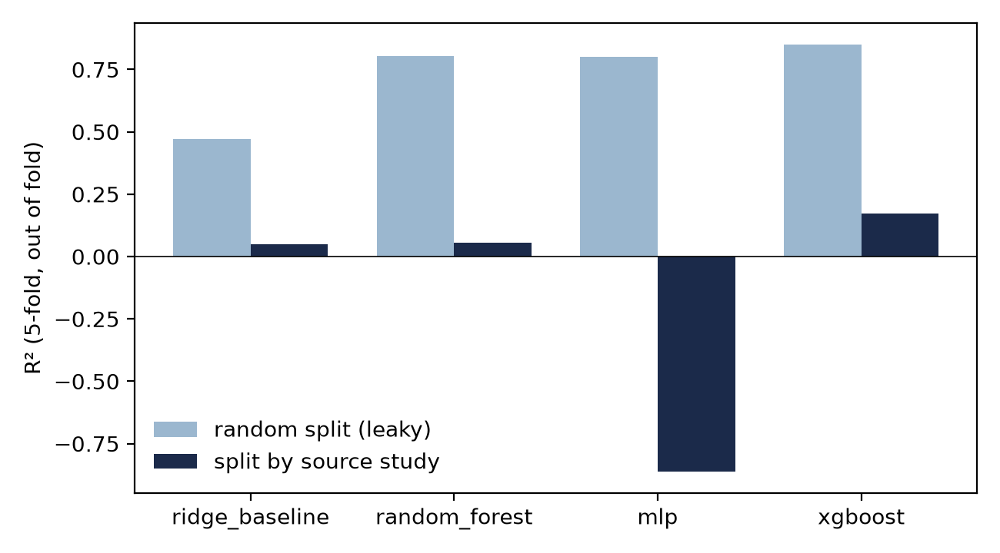 R² (5-fold, out of fold)
0.75
0.50
0.25
0.00
−0.25
−0.50
−0.75
random split (leaky)
split by source study
ridge_baseline
random_forest
mlp
xgboost